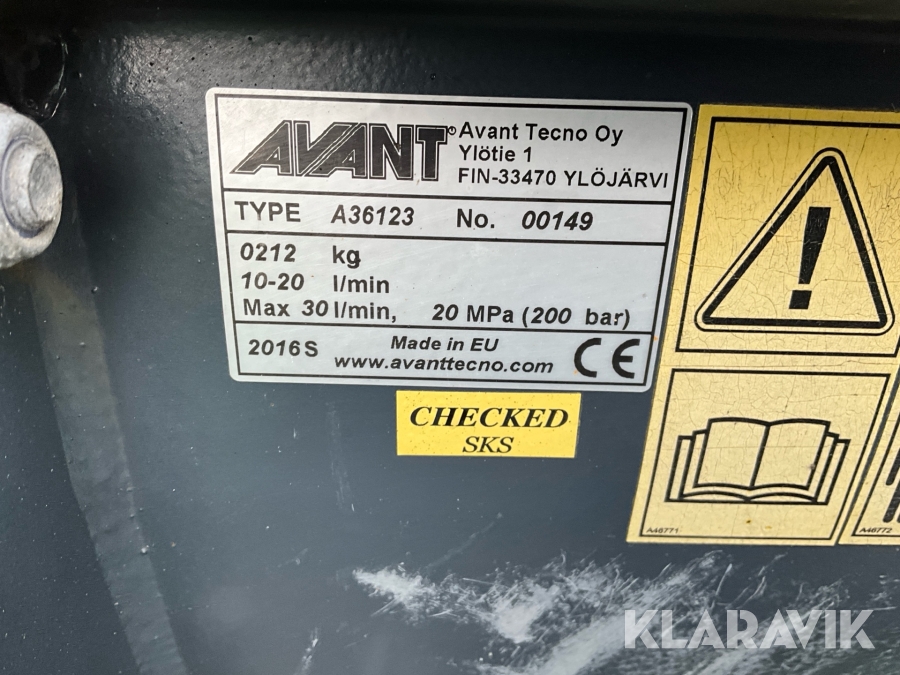 AVANT® Avant Tecno Oy
Ylötie 1
FIN-33470 YLÖJÄRVI
TYPE A36123 No. 00149
0212 kg
10-20 l/min
Max 30 l/min, 20 MPa (200 bar)
2016 S Made in EU
www.avanttecno.com CE
CHECKED
SKS
A46771
A46772
KLARAVIK